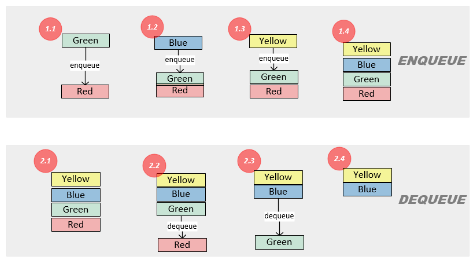 1.1
Green
enqueue
Red
1.2
Blue
enqueue
Green
Red
1.3
Yellow
enqueue
Green
Red
1.4
Yellow
Blue
Green
Red
ENQUEUE
2.1
Yellow
Blue
Green
Red
2.2
Yellow
Blue
Green
dequeue
Red
2.3
Yellow
Blue
dequeue
Green
2.4
Yellow
Blue
DEQUEUE